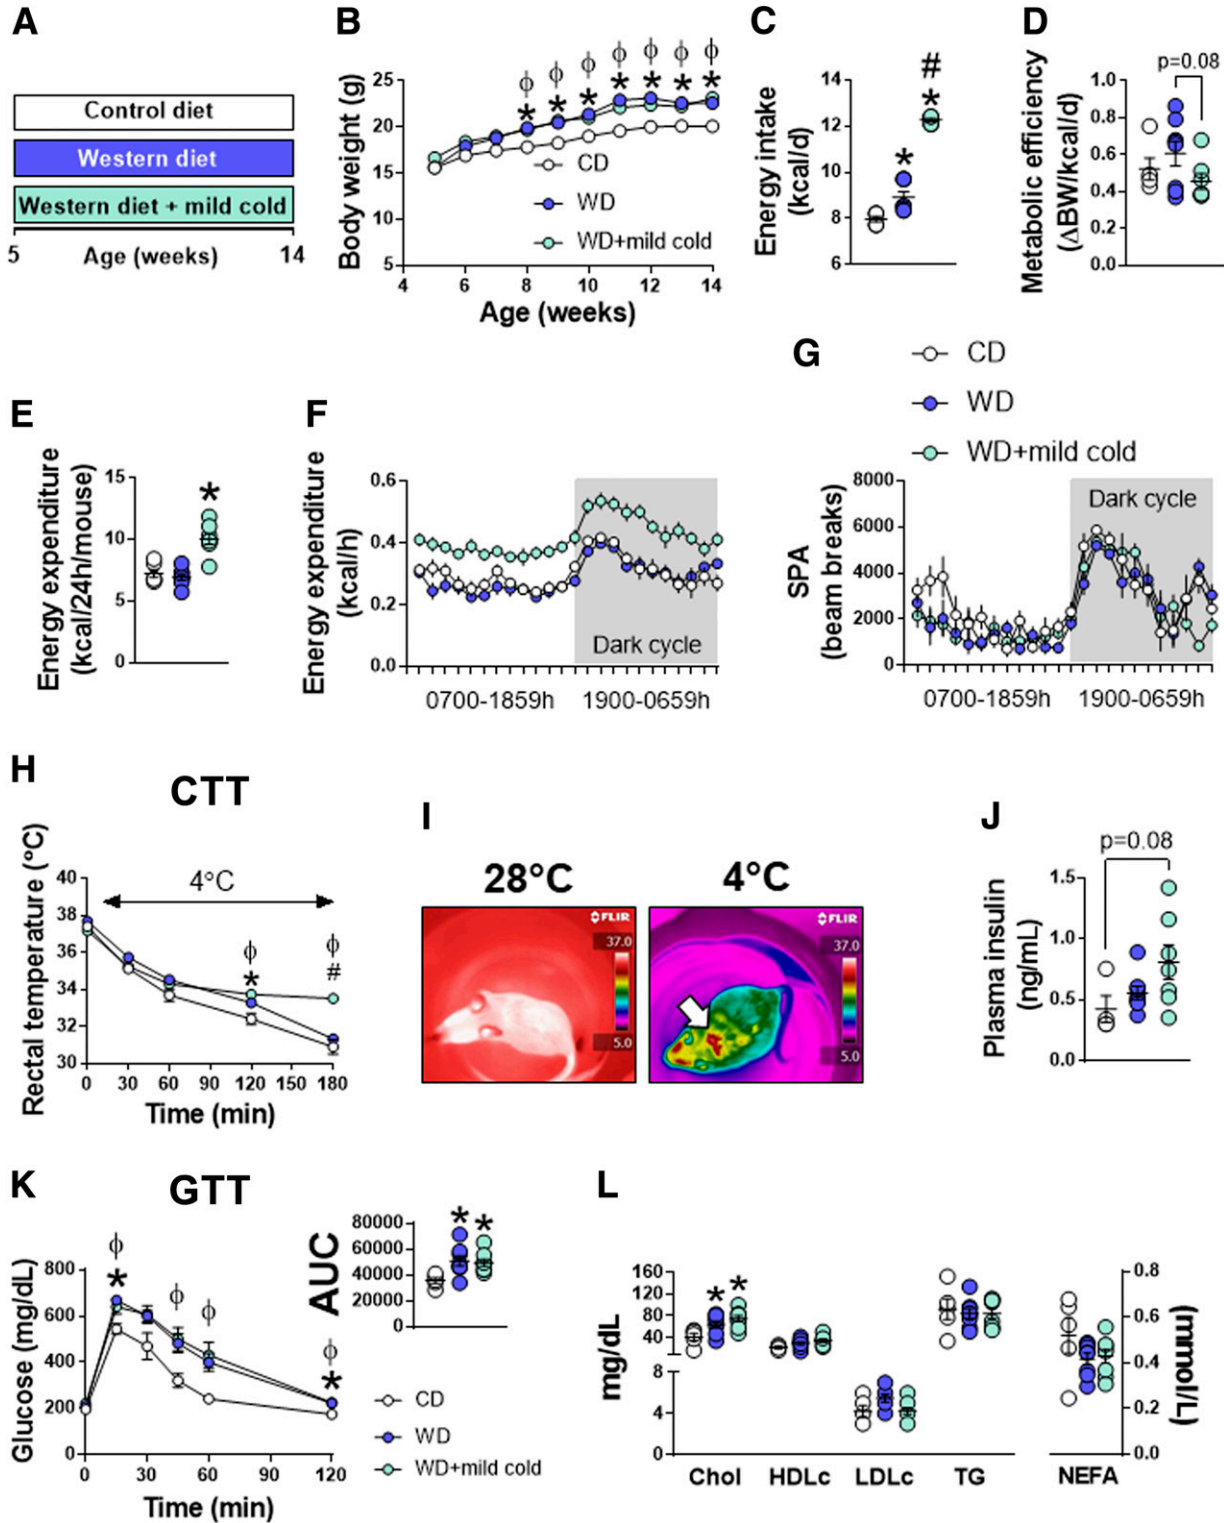 A
Control diet
Western diet
Western diet + mild cold
5
Age (weeks)
14
B
Body weight (g)
25
20
15
10
5
ϕ ϕ ϕ ϕ ϕ ϕ ϕ
* * * * * * *
CD
WD
WD+mild cold
4 6 8 10 12 14
Age (weeks)
C
Energy intake
(kcal/d)
14
12
10
8
6
#
*
*
D
Metabolic efficiency
(ΔBW/kcal/d)
p=0.08
1.0
0.8
0.6
0.4
0.2
0.0
E
Energy expenditure
(kcal/24h/mouse)
15
10
5
0
*
F
Energy expenditure
(kcal/h)
0.6
0.4
0.2
0.0
Dark cycle
0700-1859h
1900-0659h
G
CD
WD
WD+mild cold
SPA
(beam breaks)
8000
6000
4000
2000
0
Dark cycle
0700-1859h
1900-0659h
H
CTT
Rectal temperature (°C)
40
38
36
34
32
30
4°C
ϕ
*
ϕ
#
0 30 60 90 120 150 180
Time (min)
I
28°C
FLIR
37.0
5.0
4°C
FLIR
37.0
5.0
J
Plasma insulin
(ng/mL)
p=0.08
1.5
1.0
0.5
0.0
K
GTT
Glucose (mg/dL)
800
600
400
200
0
ϕ
*
ϕ
ϕ
ϕ
*
0 30 60 90 120
Time (min)
AUC
80000
60000
40000
20000
0
* *
CD
WD
WD+mild cold
L
mg/dL
160
120
80
40
8
4
0
* *
Chol HDLc LDLc TG
NEFA
0.8
0.6
0.4
0.2
0.0
(mmol/L)